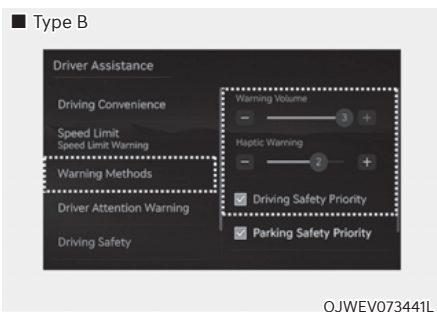 ■ Type B
Driver Assistance
Driving Convenience
Speed Limit
Speed Limit Warning
Warning Methods
Driver Attention Warning
Driving Safety
Warning Volume
− 3 +
Haptic Warning
− 2 +
Driving Safety Priority
Parking Safety Priority
OJWEV073441L